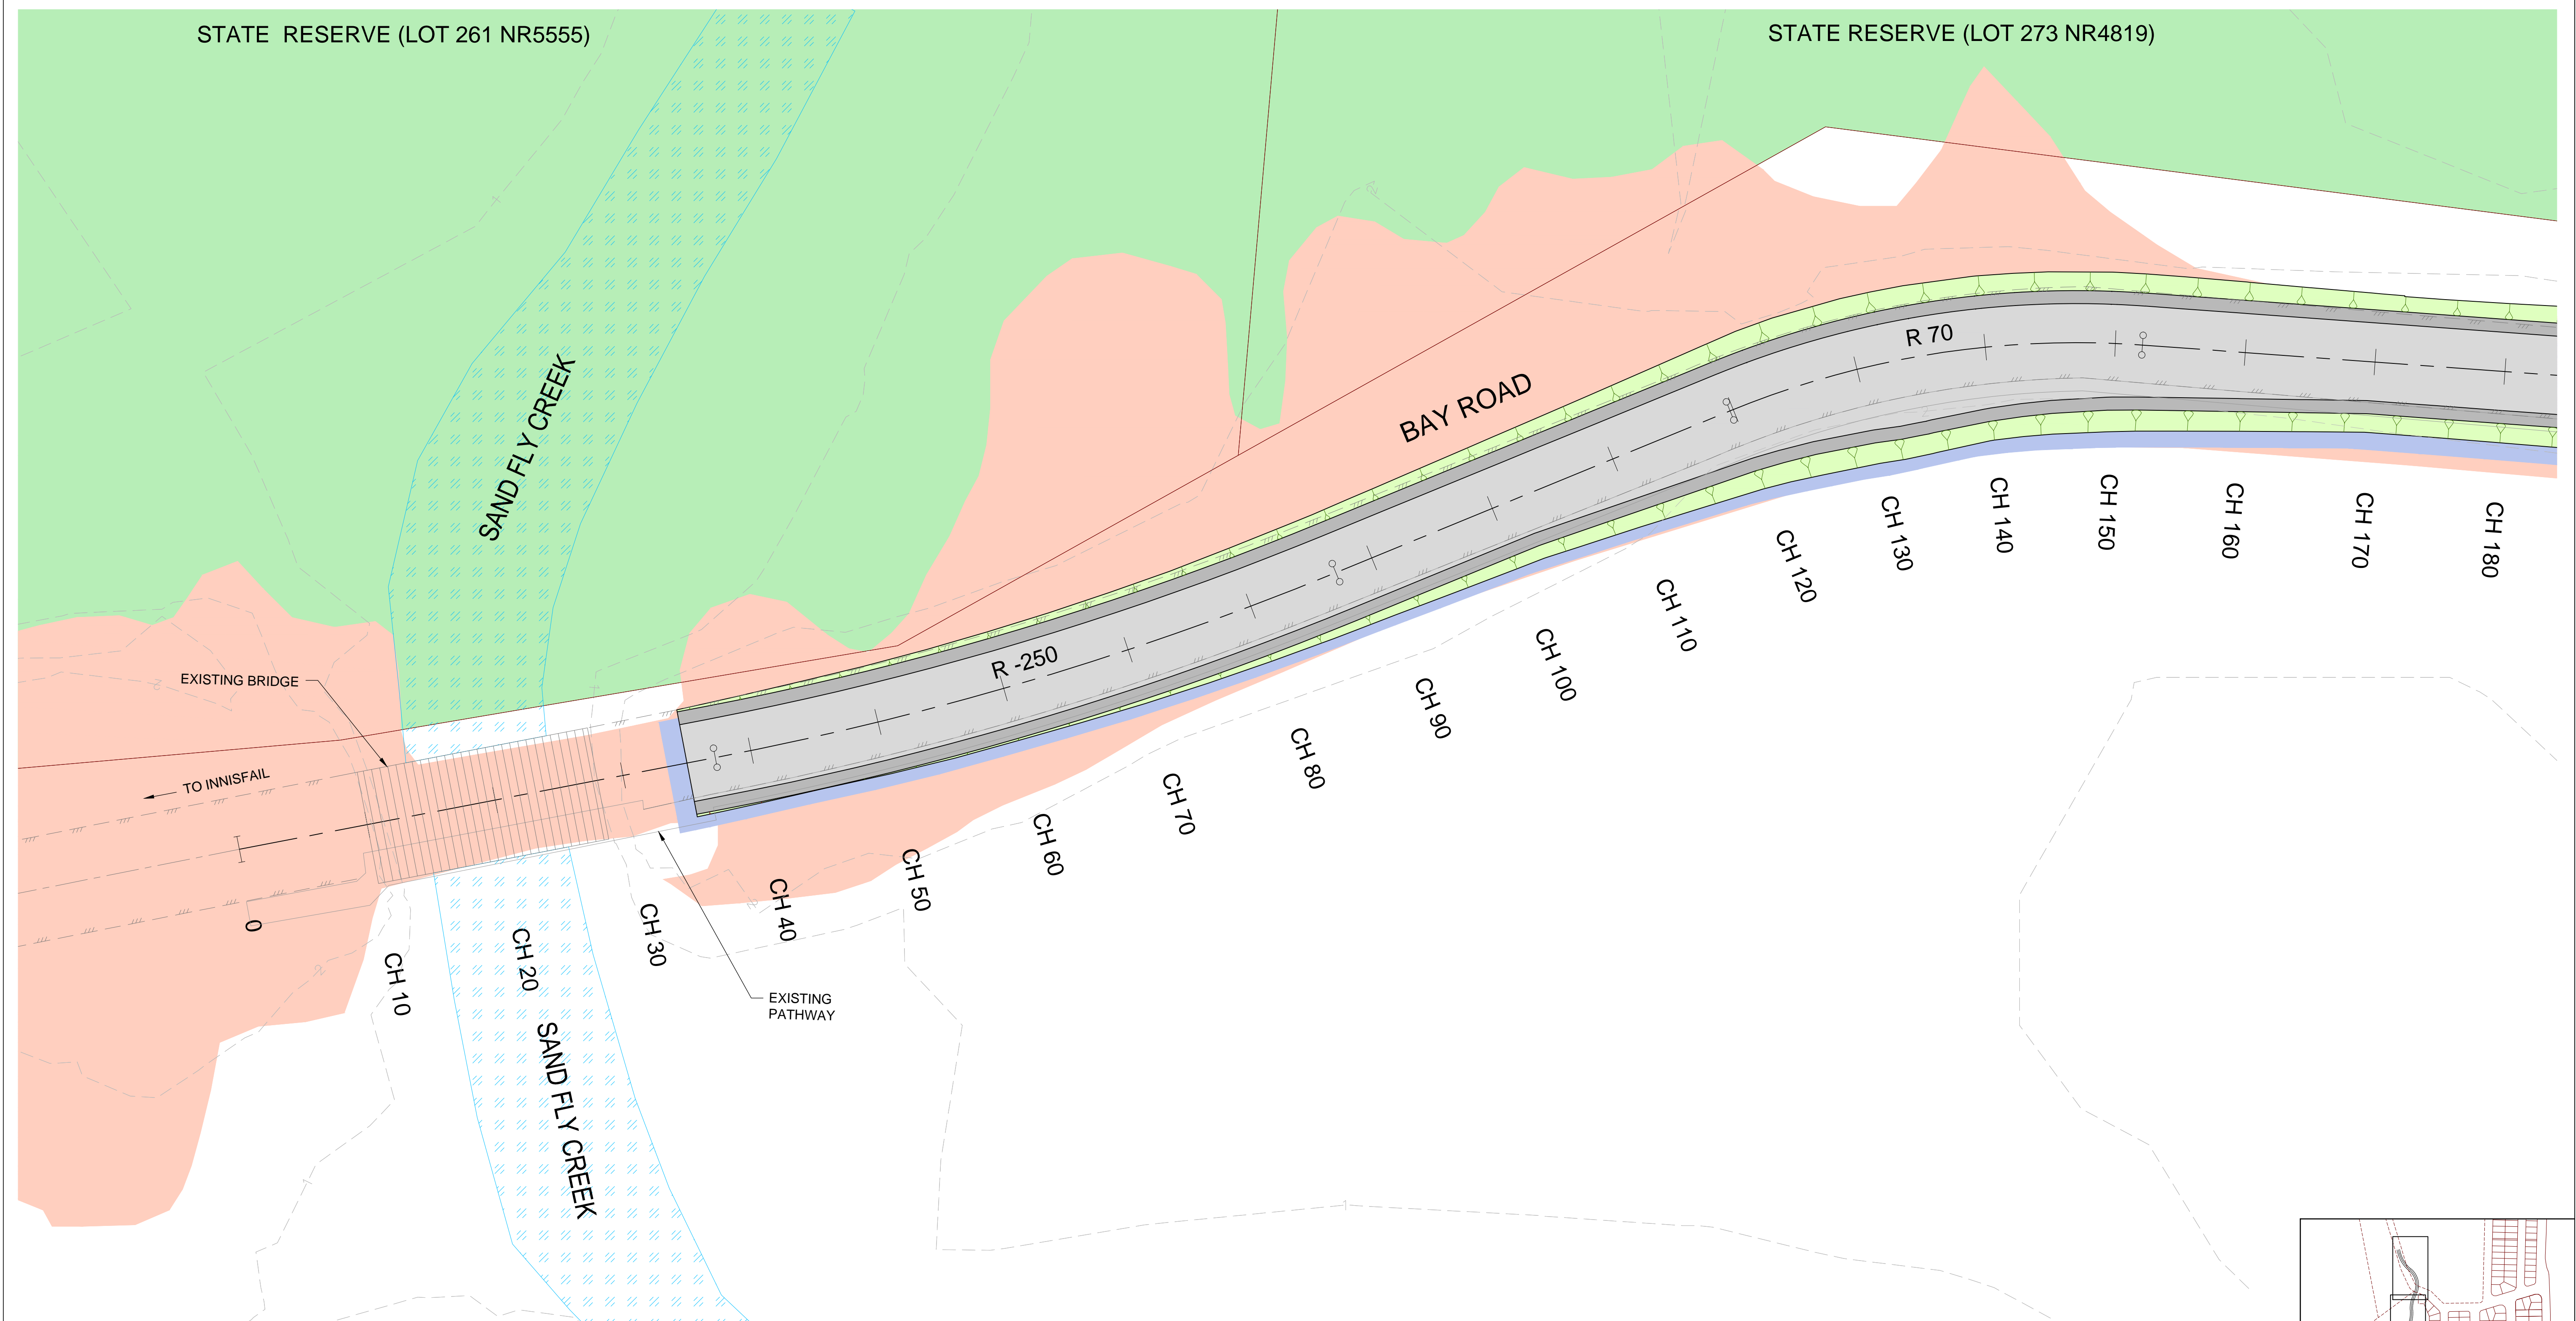 STATE RESERVE (LOT 261 NR5555)
STATE RESERVE (LOT 273 NR4819)
SAND FLY CREEK
BAY ROAD
R 70
R -250
EXISTING BRIDGE
TO INNISFAIL
0
CH 10
CH 20
CH 30
CH 40
CH 50
CH 60
CH 70
CH 80
CH 90
CH 100
CH 110
CH 120
CH 130
CH 140
CH 150
CH 160
CH 170
CH 180
EXISTING
PATHWAY
SAND FLY CREEK